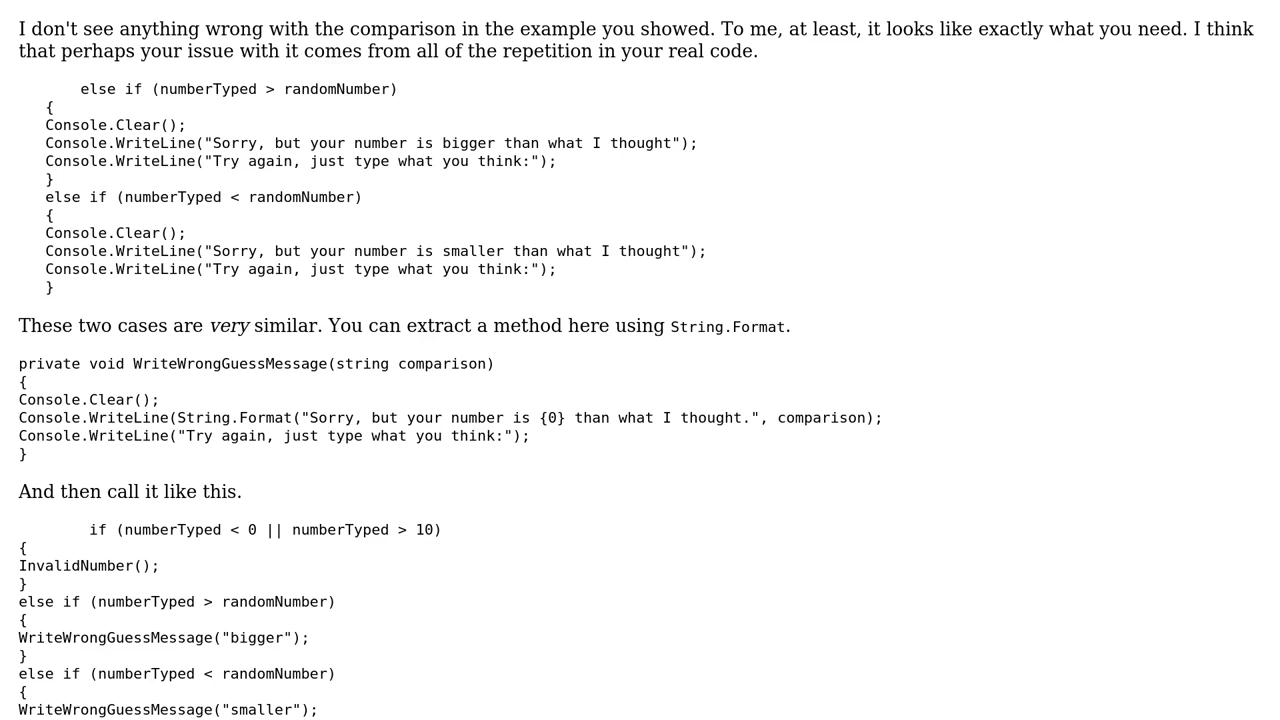 I don't see anything wrong with the comparison in the example you showed. To me, at least, it looks like exactly what you need. I think
that perhaps your issue with it comes from all of the repetition in your real code.
else if (numberTyped > randomNumber)
{
Console.Clear();
Console.WriteLine("Sorry, but your number is bigger than what I thought");
Console.WriteLine("Try again, just type what you think:");
}
else if (numberTyped < randomNumber)
{
Console.Clear();
Console.WriteLine("Sorry, but your number is smaller than what I thought");
Console.WriteLine("Try again, just type what you think:");
}
These two cases are very similar. You can extract a method here using String.Format.
private void WriteWrongGuessMessage(string comparison)
{
Console.Clear();
Console.WriteLine(String.Format("Sorry, but your number is {0} than what I thought.", comparison);
Console.WriteLine("Try again, just type what you think:");
}
And then call it like this.
if (numberTyped < 0 || numberTyped > 10)
{
InvalidNumber();
}
else if (numberTyped > randomNumber)
{
WriteWrongGuessMessage("bigger");
}
else if (numberTyped < randomNumber)
{
WriteWrongGuessMessage("smaller");